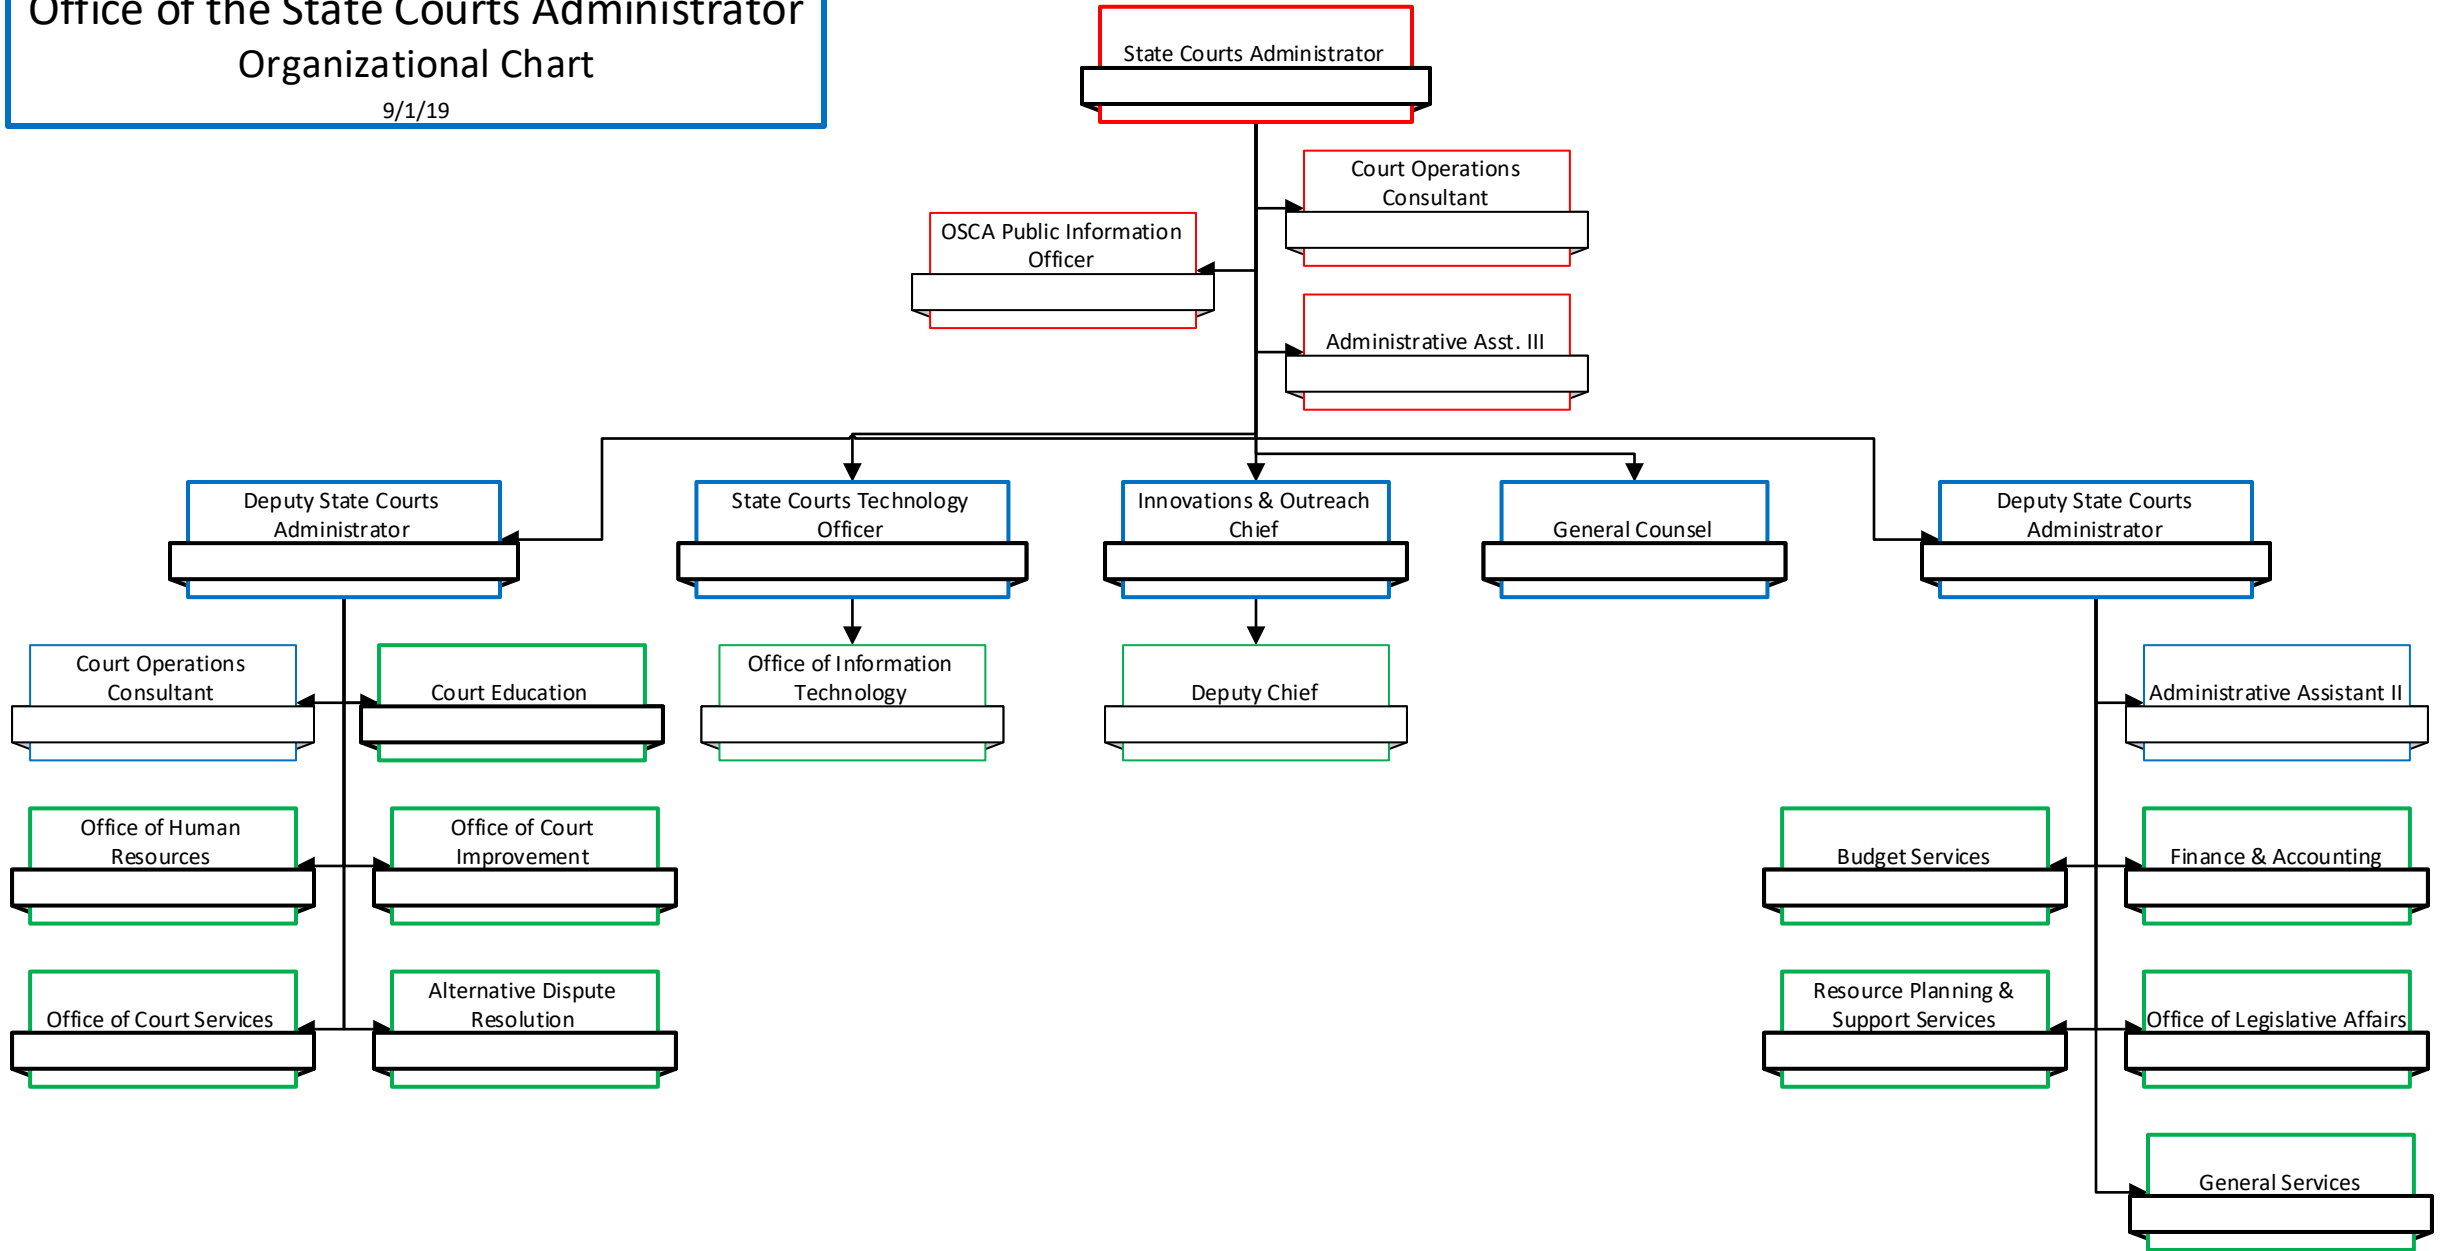 Office of the State Courts Administrator
Organizational Chart
9/1/19
State Courts Administrator
Court Operations
Consultant
OSCA Public Information
Officer
Administrative Asst. III
Deputy State Courts
Administrator
State Courts Technology
Officer
Innovations & Outreach
Chief
General Counsel
Deputy State Courts
Administrator
Court Operations
Consultant
Court Education
Office of Information
Technology
Deputy Chief
Administrative Assistant II
Office of Human
Resources
Office of Court
Improvement
Budget Services
Finance & Accounting
Office of Court Services
Alternative Dispute
Resolution
Resource Planning &
Support Services
Office of Legislative Affairs
General Services